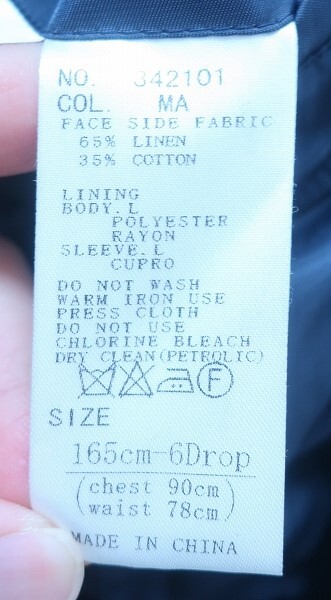 NO. 342101
COL. MA
FACE SIDE FABRIC
65% LINEN
35% COTTON
LINING
BODY.L
POLYESTER
RAYON
SLEEVE.L
CUPRO
DO NOT WASH
WARM IRON USE
PRESS CLOTH
DO NOT USE
CHLORINE BLEACH
DRY CLEAN(PETROLIC)
F
SIZE
165cm-6Drop
(chest 90cm
waist 78cm)
MADE IN CHINA